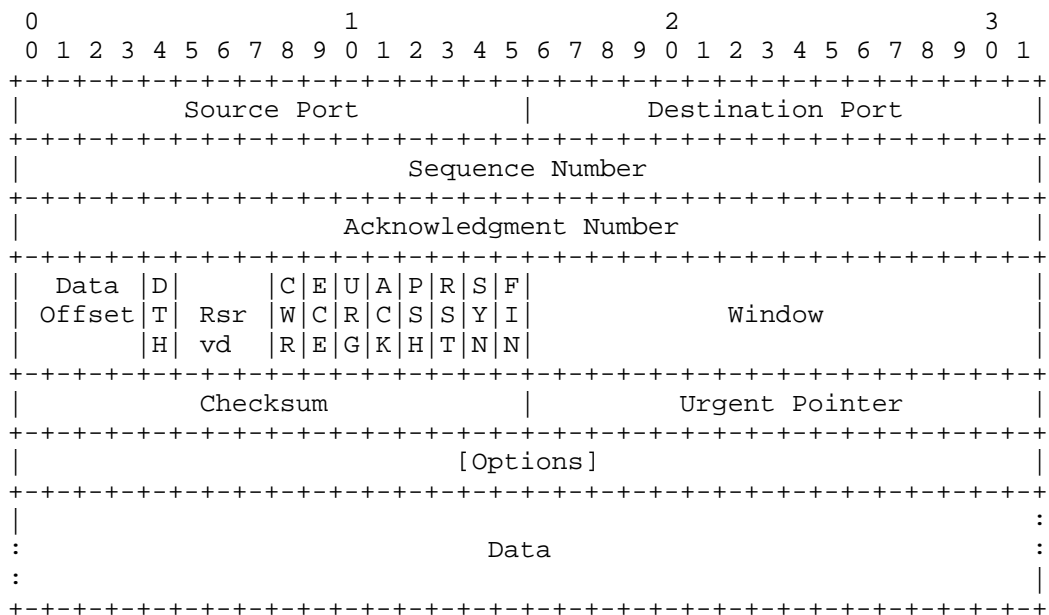 0                   1                   2                   3
 0 1 2 3 4 5 6 7 8 9 0 1 2 3 4 5 6 7 8 9 0 1 2 3 4 5 6 7 8 9 0 1
+-+-+-+-+-+-+-+-+-+-+-+-+-+-+-+-+-+-+-+-+-+-+-+-+-+-+-+-+-+-+-+-+
|          Source Port          |       Destination Port        |
+-+-+-+-+-+-+-+-+-+-+-+-+-+-+-+-+-+-+-+-+-+-+-+-+-+-+-+-+-+-+-+-+
|                        Sequence Number                        |
+-+-+-+-+-+-+-+-+-+-+-+-+-+-+-+-+-+-+-+-+-+-+-+-+-+-+-+-+-+-+-+-+
|                    Acknowledgment Number                      |
+-+-+-+-+-+-+-+-+-+-+-+-+-+-+-+-+-+-+-+-+-+-+-+-+-+-+-+-+-+-+-+-+
|  Data |D|       |C|E|U|A|P|R|S|F|                               |
| Offset|T|  Rsr  |W|C|R|C|S|S|Y|I|            Window             |
|       |H|  vd   |R|E|G|K|H|T|N|N|                               |
+-+-+-+-+-+-+-+-+-+-+-+-+-+-+-+-+-+-+-+-+-+-+-+-+-+-+-+-+-+-+-+-+
|           Checksum            |         Urgent Pointer        |
+-+-+-+-+-+-+-+-+-+-+-+-+-+-+-+-+-+-+-+-+-+-+-+-+-+-+-+-+-+-+-+-+
|                           [Options]                           |
+-+-+-+-+-+-+-+-+-+-+-+-+-+-+-+-+-+-+-+-+-+-+-+-+-+-+-+-+-+-+-+-+
|                                                               :
:                             Data                              :
:                                                               |
+-+-+-+-+-+-+-+-+-+-+-+-+-+-+-+-+-+-+-+-+-+-+-+-+-+-+-+-+-+-+-+-+